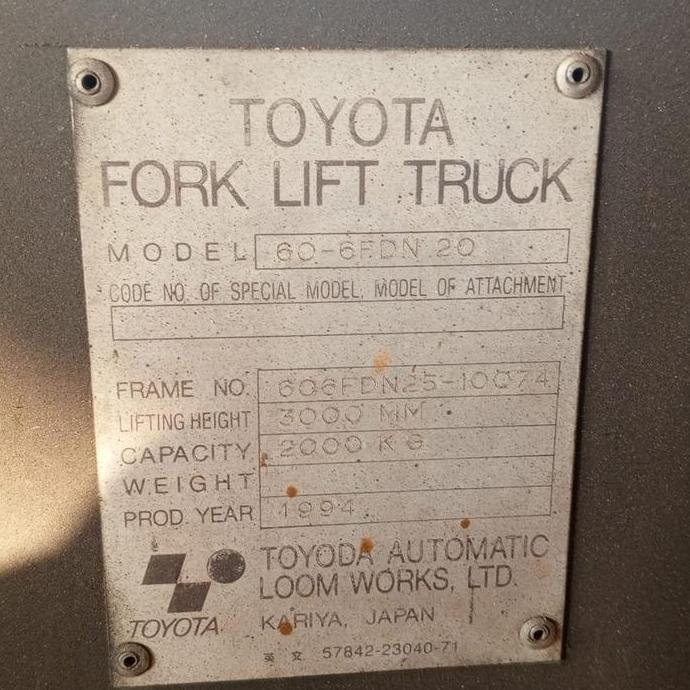 TOYOTA
FORK LIFT TRUCK
MODEL 60-6FDN 20
CODE NO. OF SPECIAL MODEL, MODEL OF ATTACHMENT
FRAME NO. 606FDN25-10074
LIFTING HEIGHT 3000 MM
CAPACITY 2000 KG
WEIGHT
PROD. YEAR 1994
TOYODA AUTOMATIC
LOOM WORKS, LTD.
TOYOTA KARIYA, JAPAN
英 文 57842-23040-71